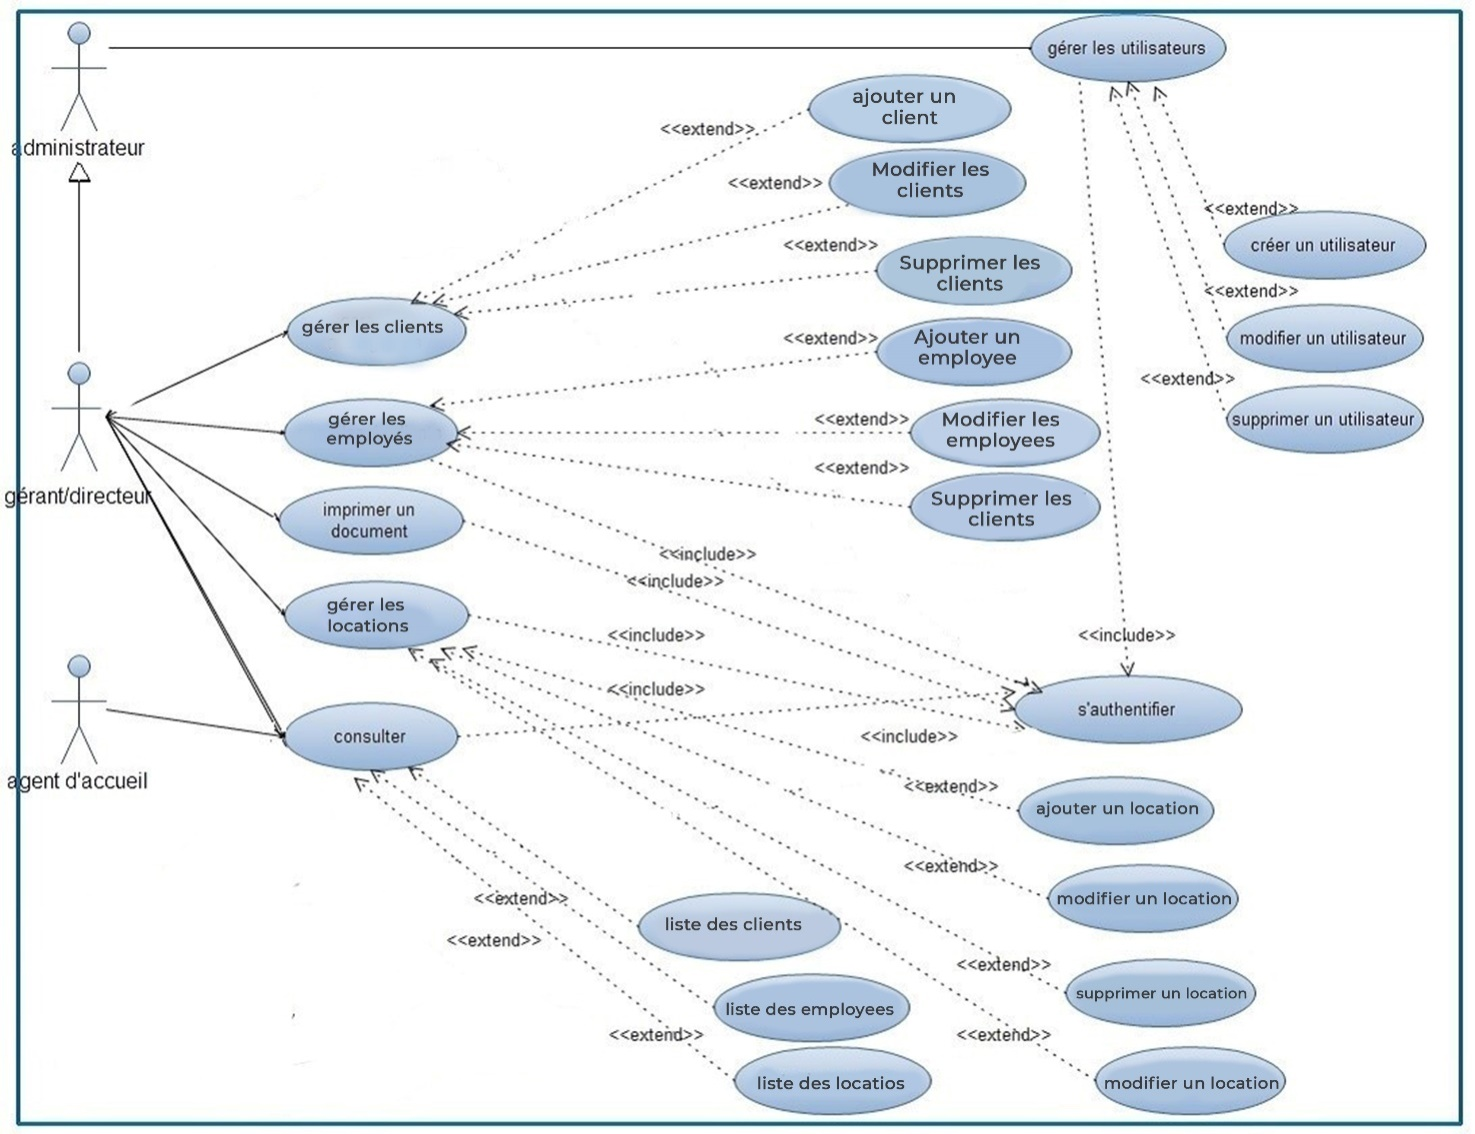 gérer les utilisateurs
administrateur
ajouter un
client
<<extend>>
Modifier les
clients
<<extend>>
<<extend>>
créer un utilisateur
<<extend>>
Supprimer les
clients
<<extend>>
modifier un utilisateur
gérer les clients
<<extend>>
Ajouter un
employee
<<extend>>
supprimer un utilisateur
gérer les
employés
<<extend>>
Modifier les
employees
<<extend>>
Supprimer les
clients
gérant/directeur
imprimer un
document
<<include>>
<<include>>
gérer les
locations
<<include>>
<<include>>
<<include>>
s'authentifier
consulter
<<include>>
agent d'accueil
<<extend>>
ajouter un location
<<extend>>
modifier un location
<<extend>>
liste des clients
<<extend>>
<<extend>>
supprimer un location
liste des employees
<<extend>>
<<extend>>
liste des locatios
modifier un location